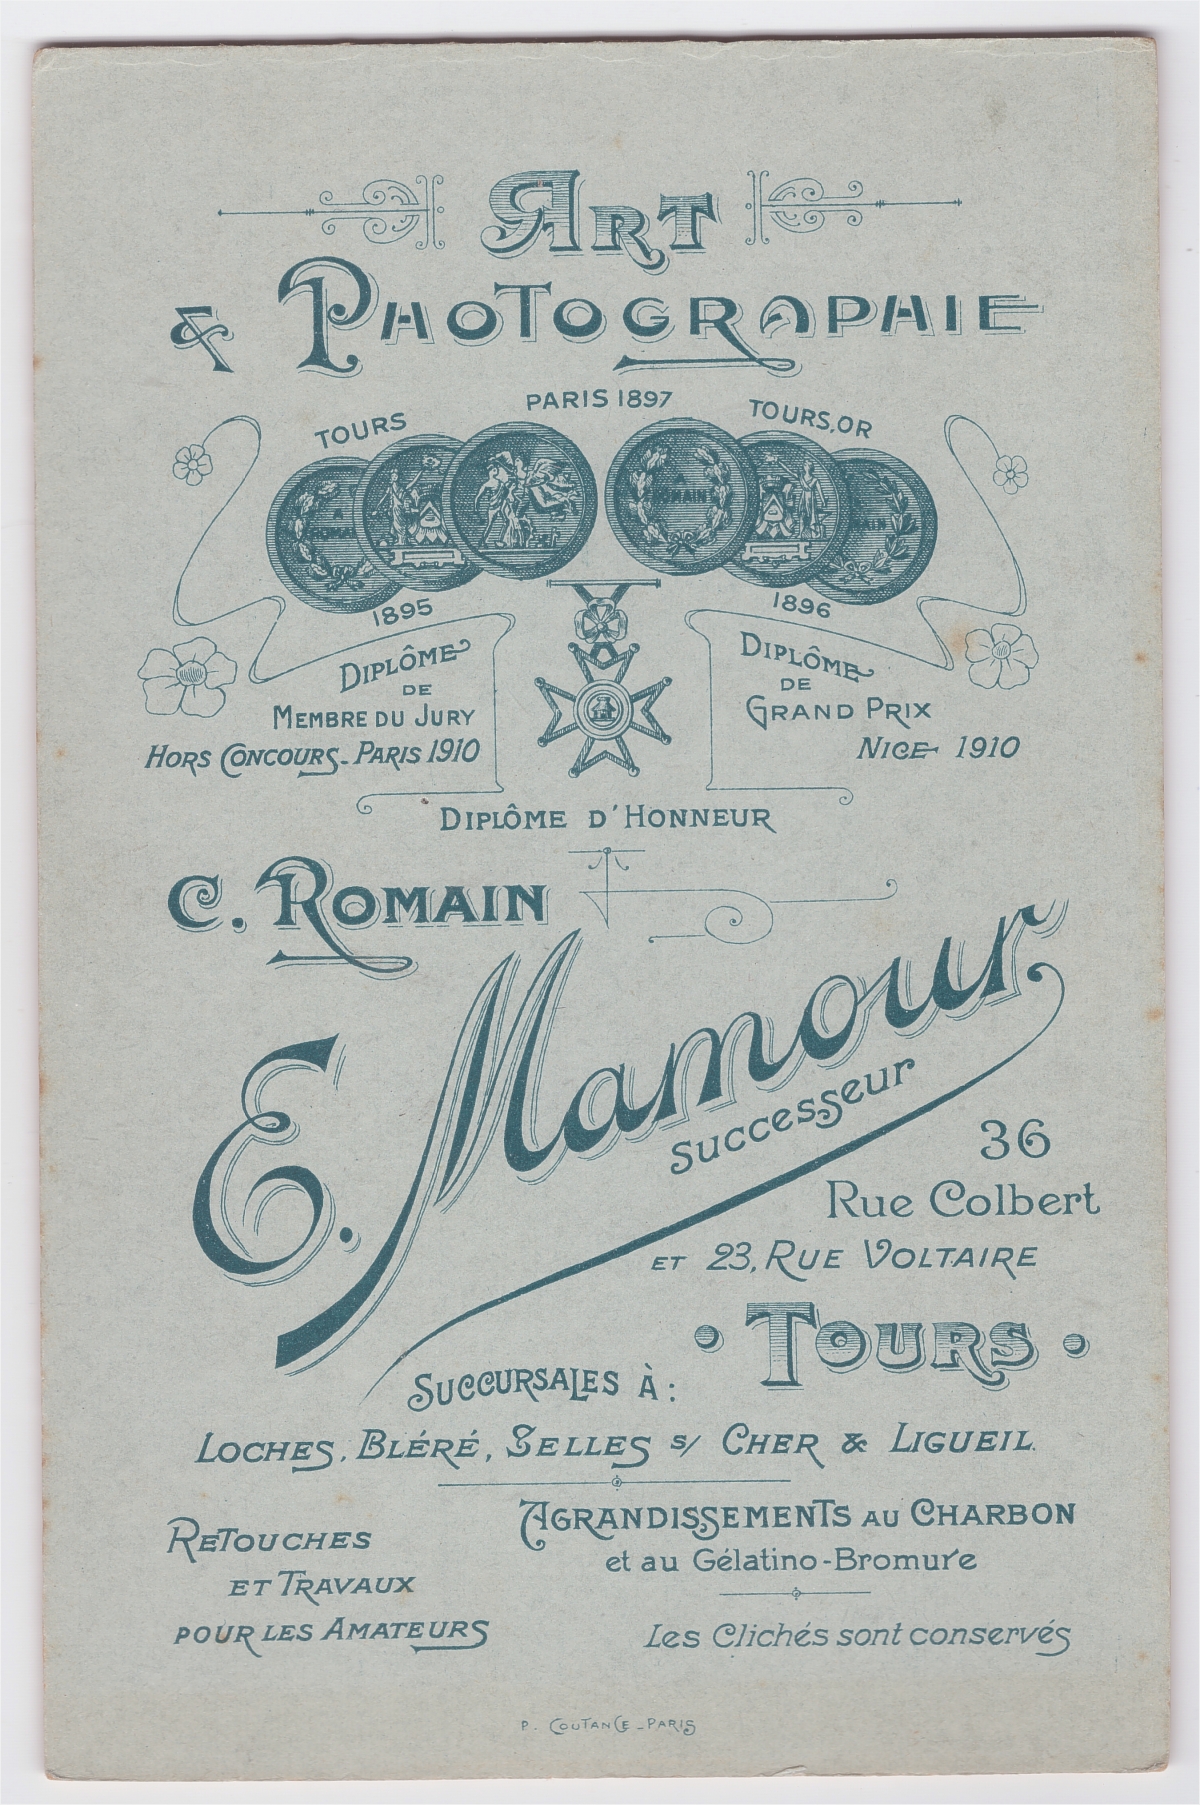 Art
& Photographie
PARIS 1897
TOURS
TOURS, OR
A
ROMAIN
1895
1896
Diplôme
de
Membre du Jury
Hors Concours - Paris 1910
Diplôme
de
Grand Prix
Nice 1910
Diplôme d'Honneur
C. Romain
E. Mamour
Successeur
36
Rue Colbert
et 23, Rue Voltaire
• Tours •
Succursales à :
Loches, Bléré, Selles s/ Cher & Ligueil.
Retouches
et Travaux
pour les Amateurs
Agrandissements au Charbon
et au Gélatino-Bromure
Les Clichés sont conservés
P. Coutance - Paris